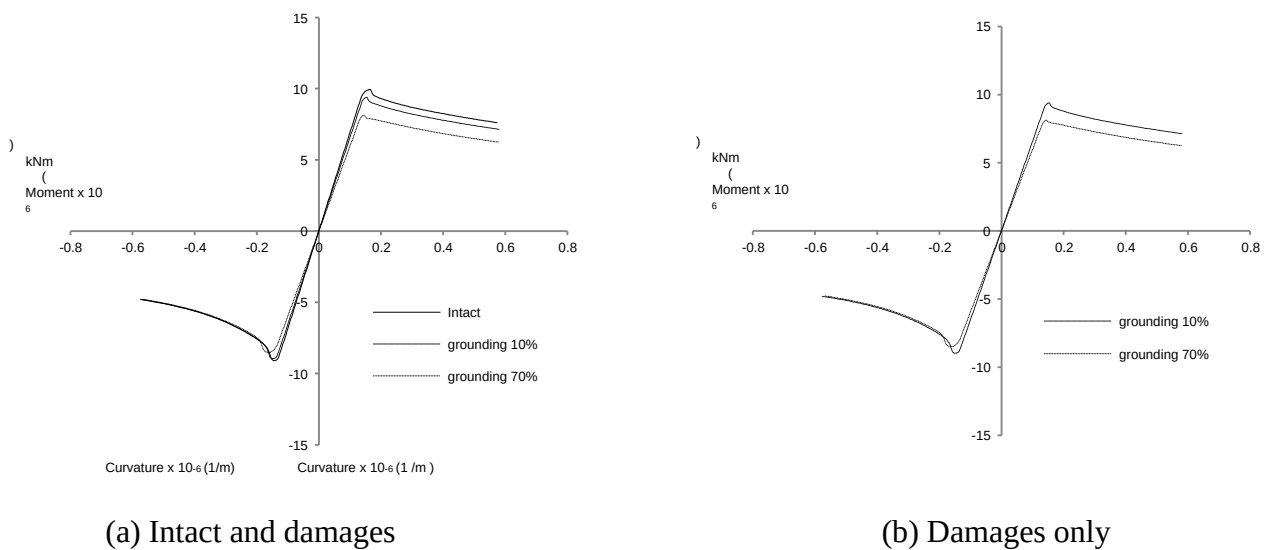 15
10
5
0
-5
-10
-15
-0.8 -0.6 -0.4 -0.2 0 0.2 0.4 0.6 0.8
)
kNm
(
Moment x 10
6
Intact
grounding 10%
grounding 70%
Curvature x 10-6 (1/m)
Curvature x 10-6 (1 /m )
(a) Intact and damages
15
10
5
0
-5
-10
-15
-0.8 -0.6 -0.4 -0.2 0 0.2 0.4 0.6 0.8
)
kNm
(
Moment x 10
6
grounding 10%
grounding 70%
(b) Damages only